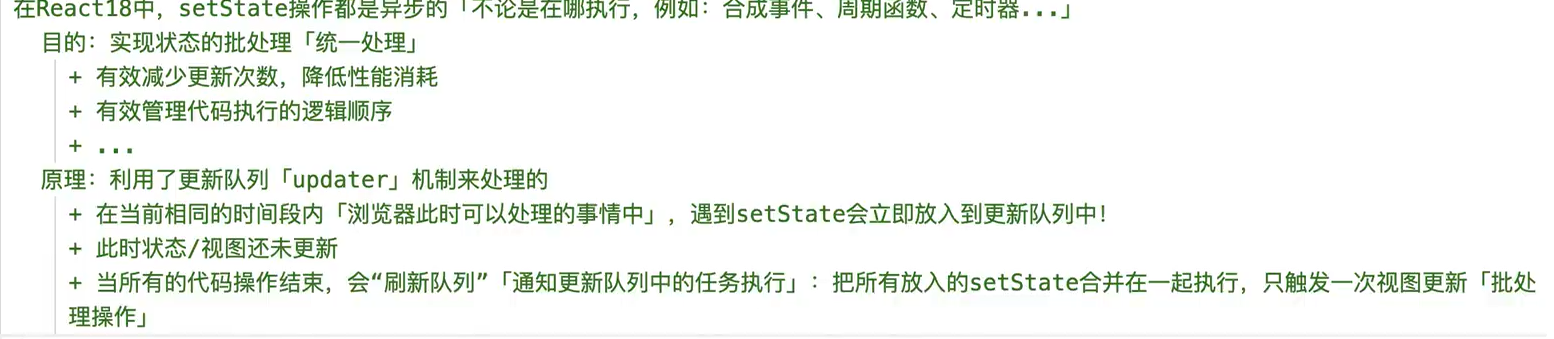 在React18中，setState操作都是异步的「不论是在哪执行，例如：合成事件、周期函数、定时器...」
目的：实现状态的批处理「统一处理」
+ 有效减少更新次数，降低性能消耗
+ 有效管理代码执行的逻辑顺序
+ ...
原理：利用了更新队列「updater」机制来处理的
+ 在当前相同的时间段内「浏览器此时可以处理的事情中」，遇到setState会立即放入到更新队列中!
+ 此时状态/视图还未更新
+ 当所有的代码操作结束，会“刷新队列”「通知更新队列中的任务执行」：把所有放入的setState合并在一起执行，只触发一次视图更新「批处
理操作」